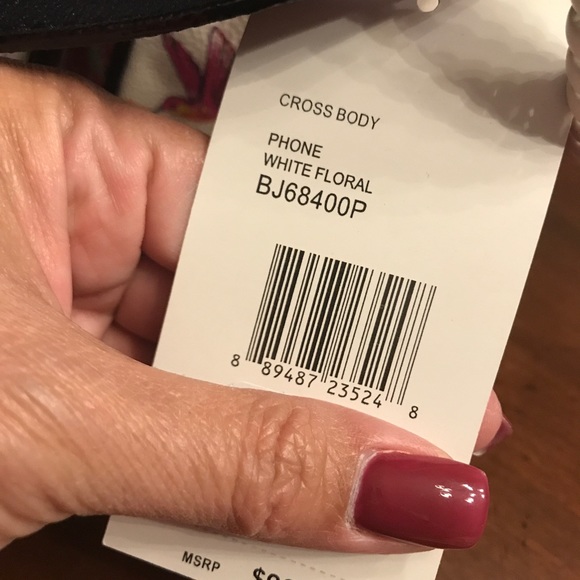 CROSS BODY
PHONE
WHITE FLORAL
BJ68400P
8 89487 23524 8
MSRP